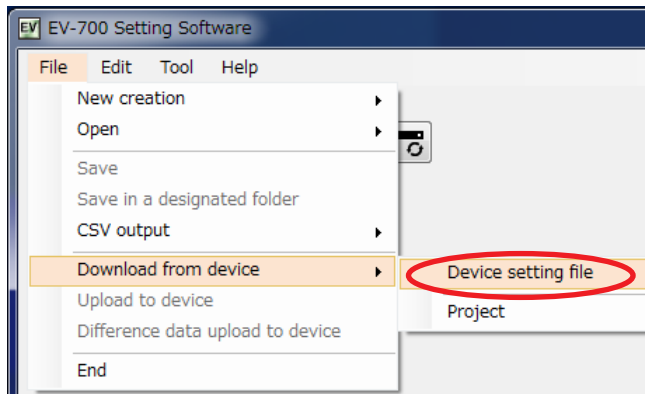 EV EV-700 Setting Software
File Edit Tool Help
New creation
Open
Save
Save in a designated folder
CSV output
Download from device
Device setting file
Upload to device
Project
Difference data upload to device
End